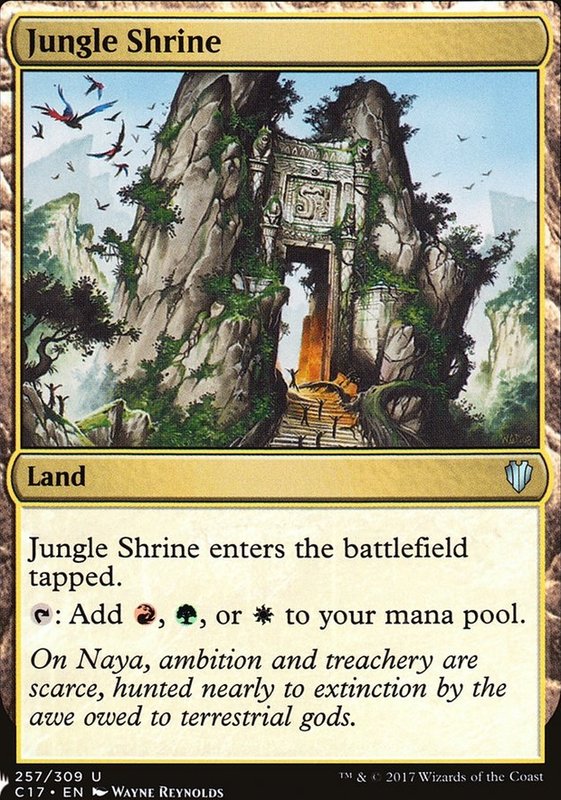 Jungle Shrine
Land
Jungle Shrine enters the battlefield
tapped.
: Add , , or to your mana pool.
On Naya, ambition and treachery are
scarce, hunted nearly to extinction by the
awe owed to terrestrial gods.
257/309 U
C17 • EN Wayne Reynolds
™ & © 2017 Wizards of the Coast